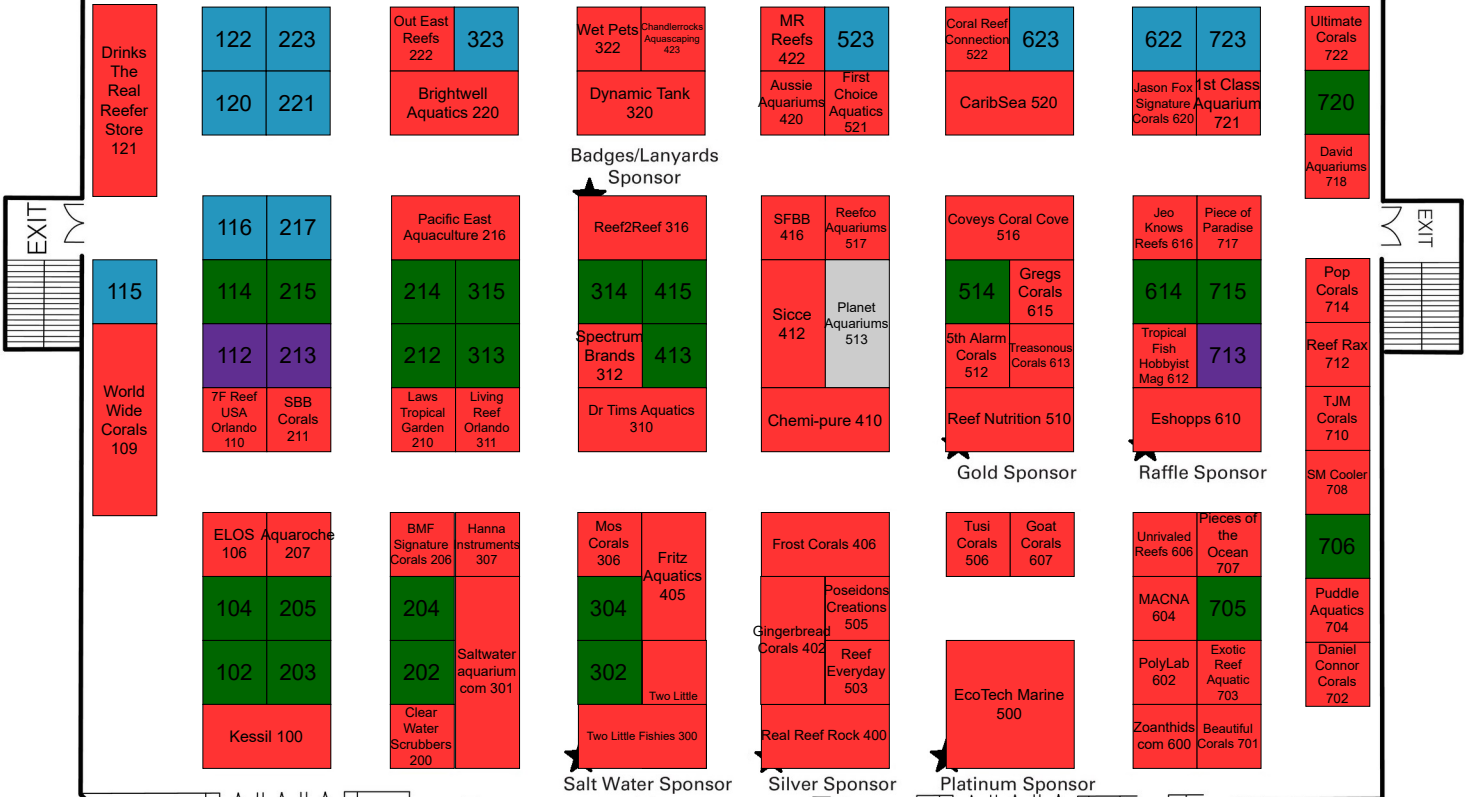 Drinks
The
Real
Reefer
Store
121
122
223
120
221
Out East
Reefs
222
323
Brightwell
Aquatics 220
Wet Pets
322
Chandlerrocks
Aquascaping
423
Dynamic Tank
320
MR
Reefs
422
523
Aussie
Aquariums
420
First
Choice
Aquatics
521
Coral Reef
Connection
522
623
CaribSea 520
622
723
Jason Fox
Signature
Corals 620
1st Class
Aquarium
721
Ultimate
Corals
722
720
David
Aquariums
718
Badges/Lanyards
Sponsor
EXIT
116
217
114
215
112
213
7F Reef
USA
Orlando
110
SBB
Corals
211
115
World
Wide
Corals
109
Pacific East
Aquaculture 216
214
315
212
313
Laws
Tropical
Garden
210
Living
Reef
Orlando
311
Reef2Reef 316
314
415
Spectrum
Brands
312
413
Dr Tims Aquatics
310
SFBB
416
Reefco
Aquariums
517
Sicce
412
Planet
Aquariums
513
Chemi-pure 410
Coveys Coral Cove
516
514
Gregs
Corals
615
5th Alarm
Corals
512
Treasonous
Corals 613
Reef Nutrition 510
Gold Sponsor
Jeo
Knows
Reefs 616
Piece of
Paradise
717
614
715
Tropical
Fish
Hobbyist
Mag 612
713
Eshopps 610
Raffle Sponsor
EXIT
Pop
Corals
714
Reef Rax
712
TJM
Corals
710
SM Cooler
708
706
Puddle
Aquatics
704
Daniel
Connor
Corals
702
ELOS
106
Aquaroche
207
104
205
102
203
Kessil 100
BMF
Signature
Corals 206
Hanna
Instruments
307
204
202
Saltwater
aquarium
com 301
Clear
Water
Scrubbers
200
Mos
Corals
306
Fritz
Aquatics
405
304
302
Two Little
Two Little Fishies 300
Salt Water Sponsor
Frost Corals 406
Gingerbread
Corals 402
Poseidons
Creations
505
Reef
Everyday
503
Real Reef Rock 400
Silver Sponsor
Tusi
Corals
506
Goat
Corals
607
EcoTech Marine
500
Platinum Sponsor
Unrivaled
Reefs 606
Pieces of
the
Ocean
707
MACNA
604
705
PolyLab
602
Exotic
Reef
Aquatic
703
Zoanthids
com 600
Beautiful
Corals 701